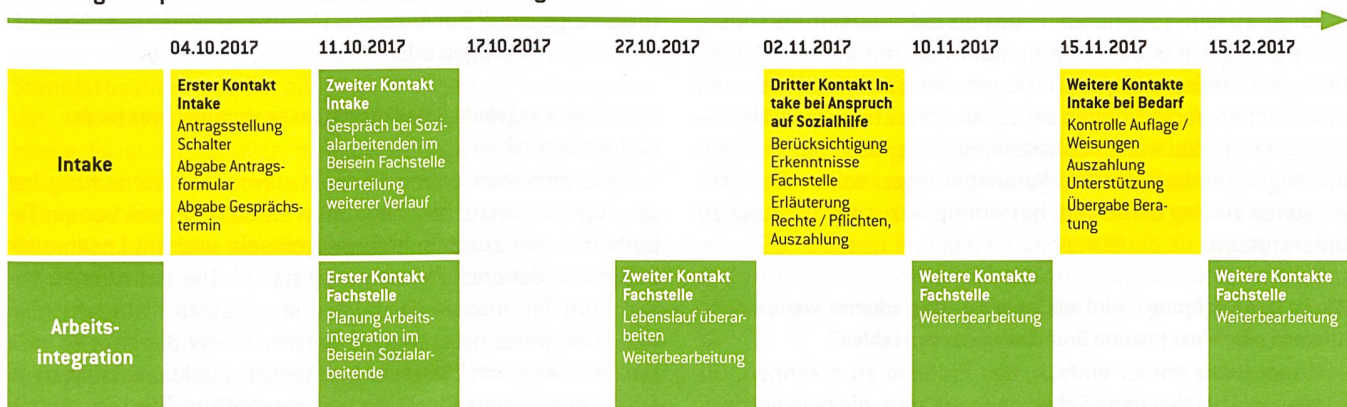 04.10.2017
11.10.2017
17.10.2017
27.10.2017
02.11.2017
10.11.2017
15.11.2017
15.12.2017
Intake
Erster Kontakt
Intake
Antragsstellung
Schalter
Abgabe Antrags-
formular
Abgabe Gesprächs-
termin
Zweiter Kontakt
Intake
Gespräch bei Sozi-
alarbeitenden im
Beisein Fachstelle
Beurteilung
weiterer Verlauf
Dritter Kontakt In-
take bei Anspruch
auf Sozialhilfe
Berücksichtigung
Erkenntnisse
Fachstelle
Erläuterung
Rechte / Pflichten,
Auszahlung
Weitere Kontakte
Intake bei Bedarf
Kontrolle Auflage /
Weisungen
Auszahlung
Unterstützung
Übergabe Bera-
tung
Arbeits-
integration
Erster Kontakt
Fachstelle
Planung Arbeits-
integration im
Beisein Sozialar-
beitende
Zweiter Kontakt
Fachstelle
Lebenslauf überar-
beiten
Weiterbearbeitung
Weitere Kontakte
Fachstelle
Weiterbearbeitung
Weitere Kontakte
Fachstelle
Weiterbearbeitung